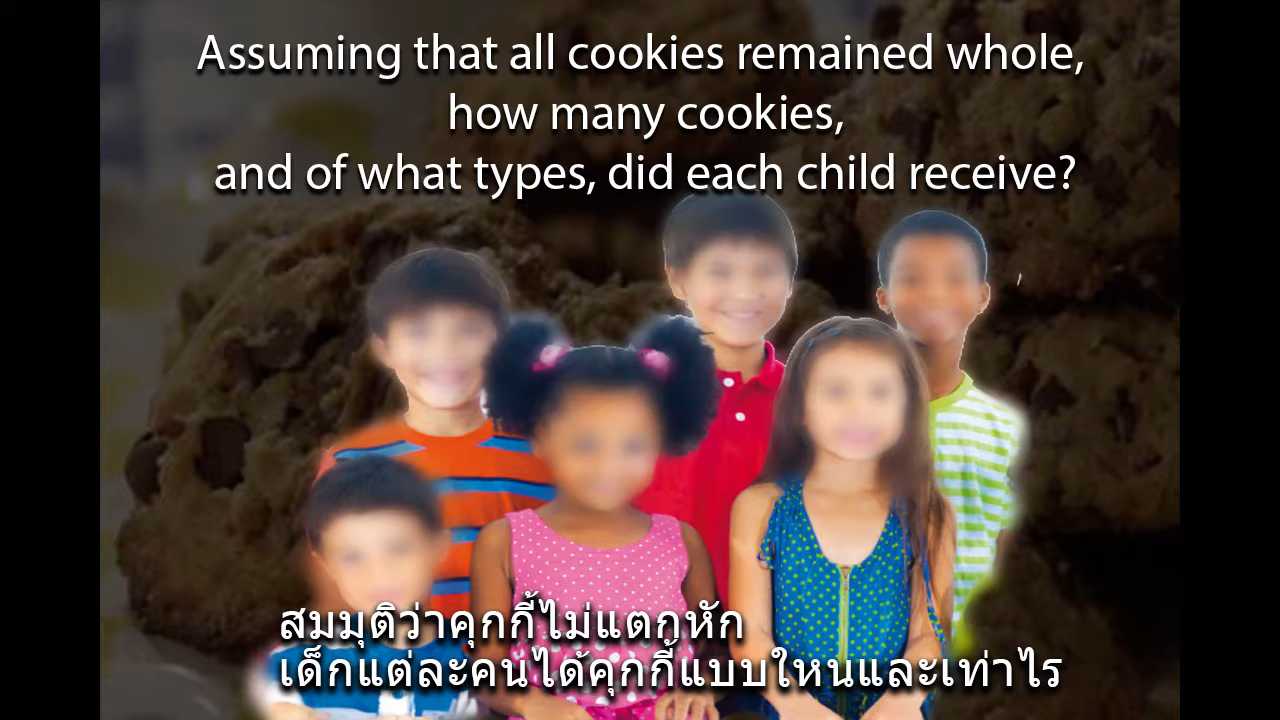 Assuming that all cookies remained whole,
how many cookies,
and of what types, did each child receive?
สมมุติว่าคุกกี้ไม่แตกหัก
เด็กแต่ละคนได้คุกกี้แบบใหนและเท่าไร